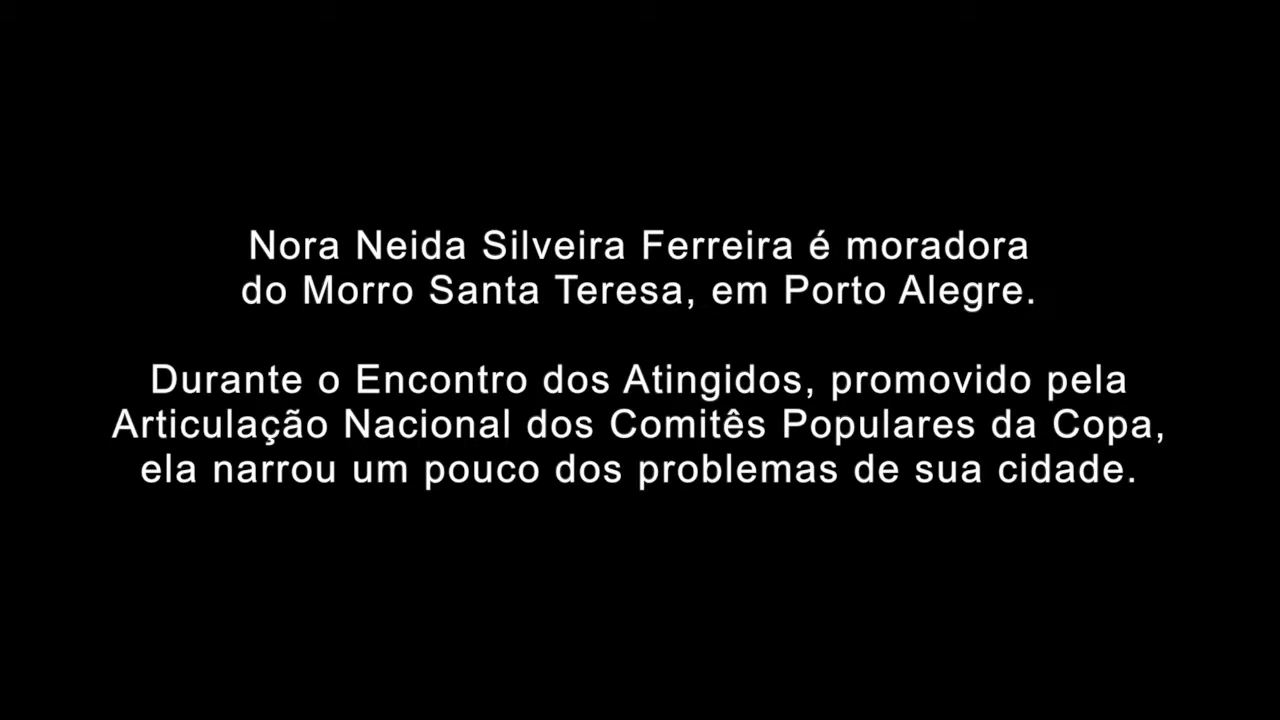 Nora Neida Silveira Ferreira é moradora
do Morro Santa Teresa, em Porto Alegre.
Durante o Encontro dos Atingidos, promovido pela
Articulação Nacional dos Comitês Populares da Copa,
ela narrou um pouco dos problemas de sua cidade.